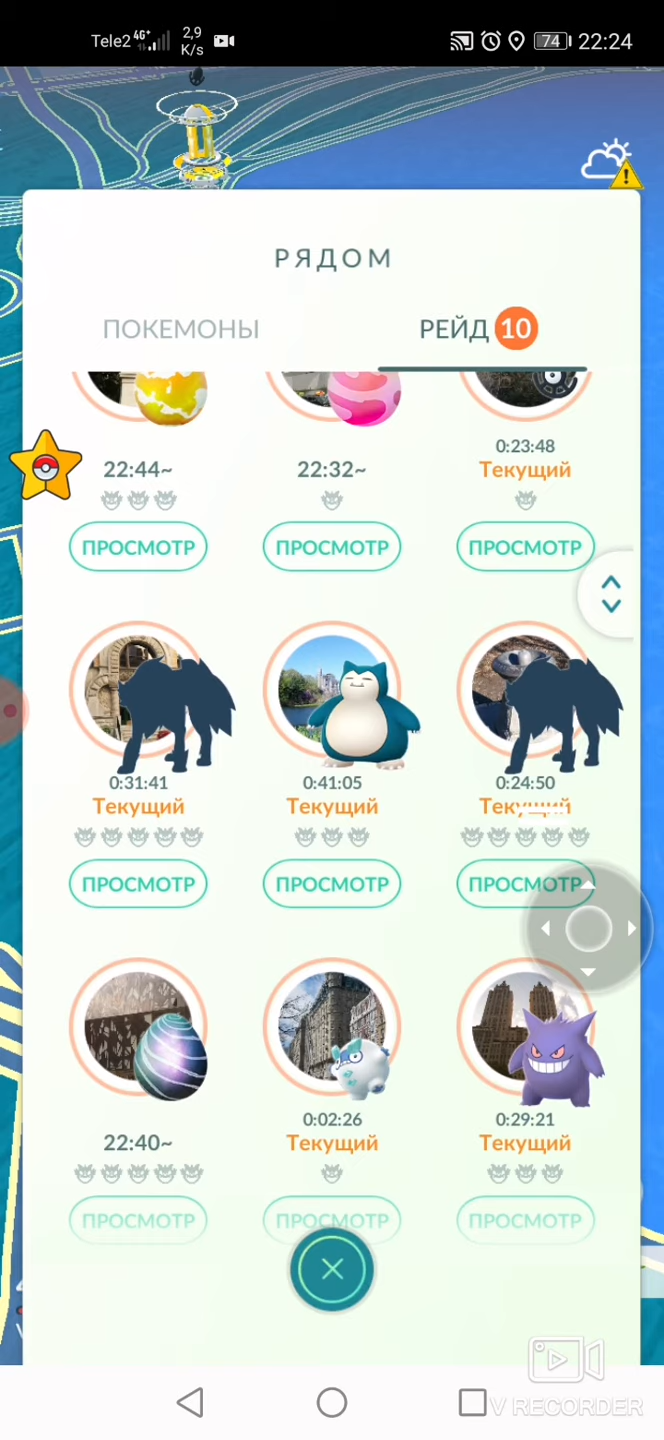 Tele2 4G+ 2,9 K/s 74 22:24
РЯДОМ
ПОКЕМОНЫ РЕЙД 10
0:23:48
22:44~ 22:32~ Текущий
ПРОСМОТР ПРОСМОТР ПРОСМОТР
0:31:41 0:41:05 0:24:50
Текущий Текущий Текущий
ПРОСМОТР ПРОСМОТР ПРОСМОТР
0:02:26 0:29:21
22:40~ Текущий Текущий
ПРОСМОТР ПРОСМОТР ПРОСМОТР
V RECORDER